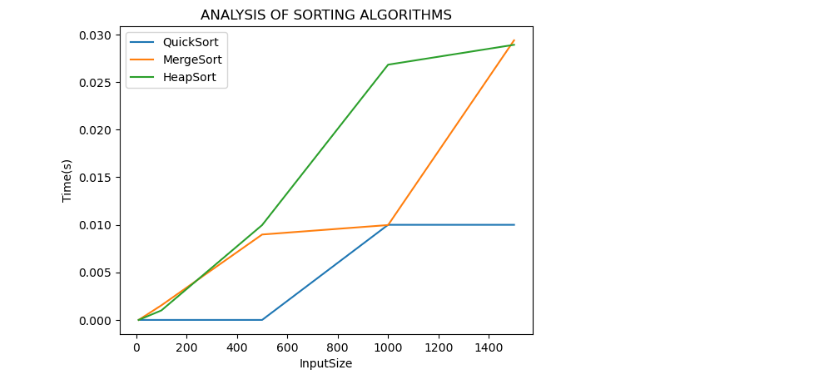 ANALYSIS OF SORTING ALGORITHMS
QuickSort
MergeSort
HeapSort
0.030
0.025
0.020
0.015
0.010
0.005
0.000
Time(s)
0 200 400 600 800 1000 1200 1400
InputSize